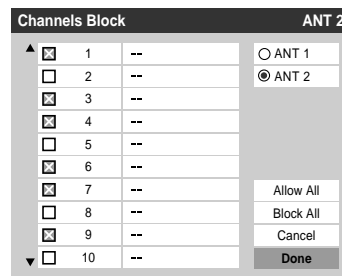 Channels Block ANT 2
1 -- ANT 1
2 -- ANT 2
3 --
4 --
5 --
6 --
7 -- Allow All
8 -- Block All
9 -- Cancel
10 -- Done